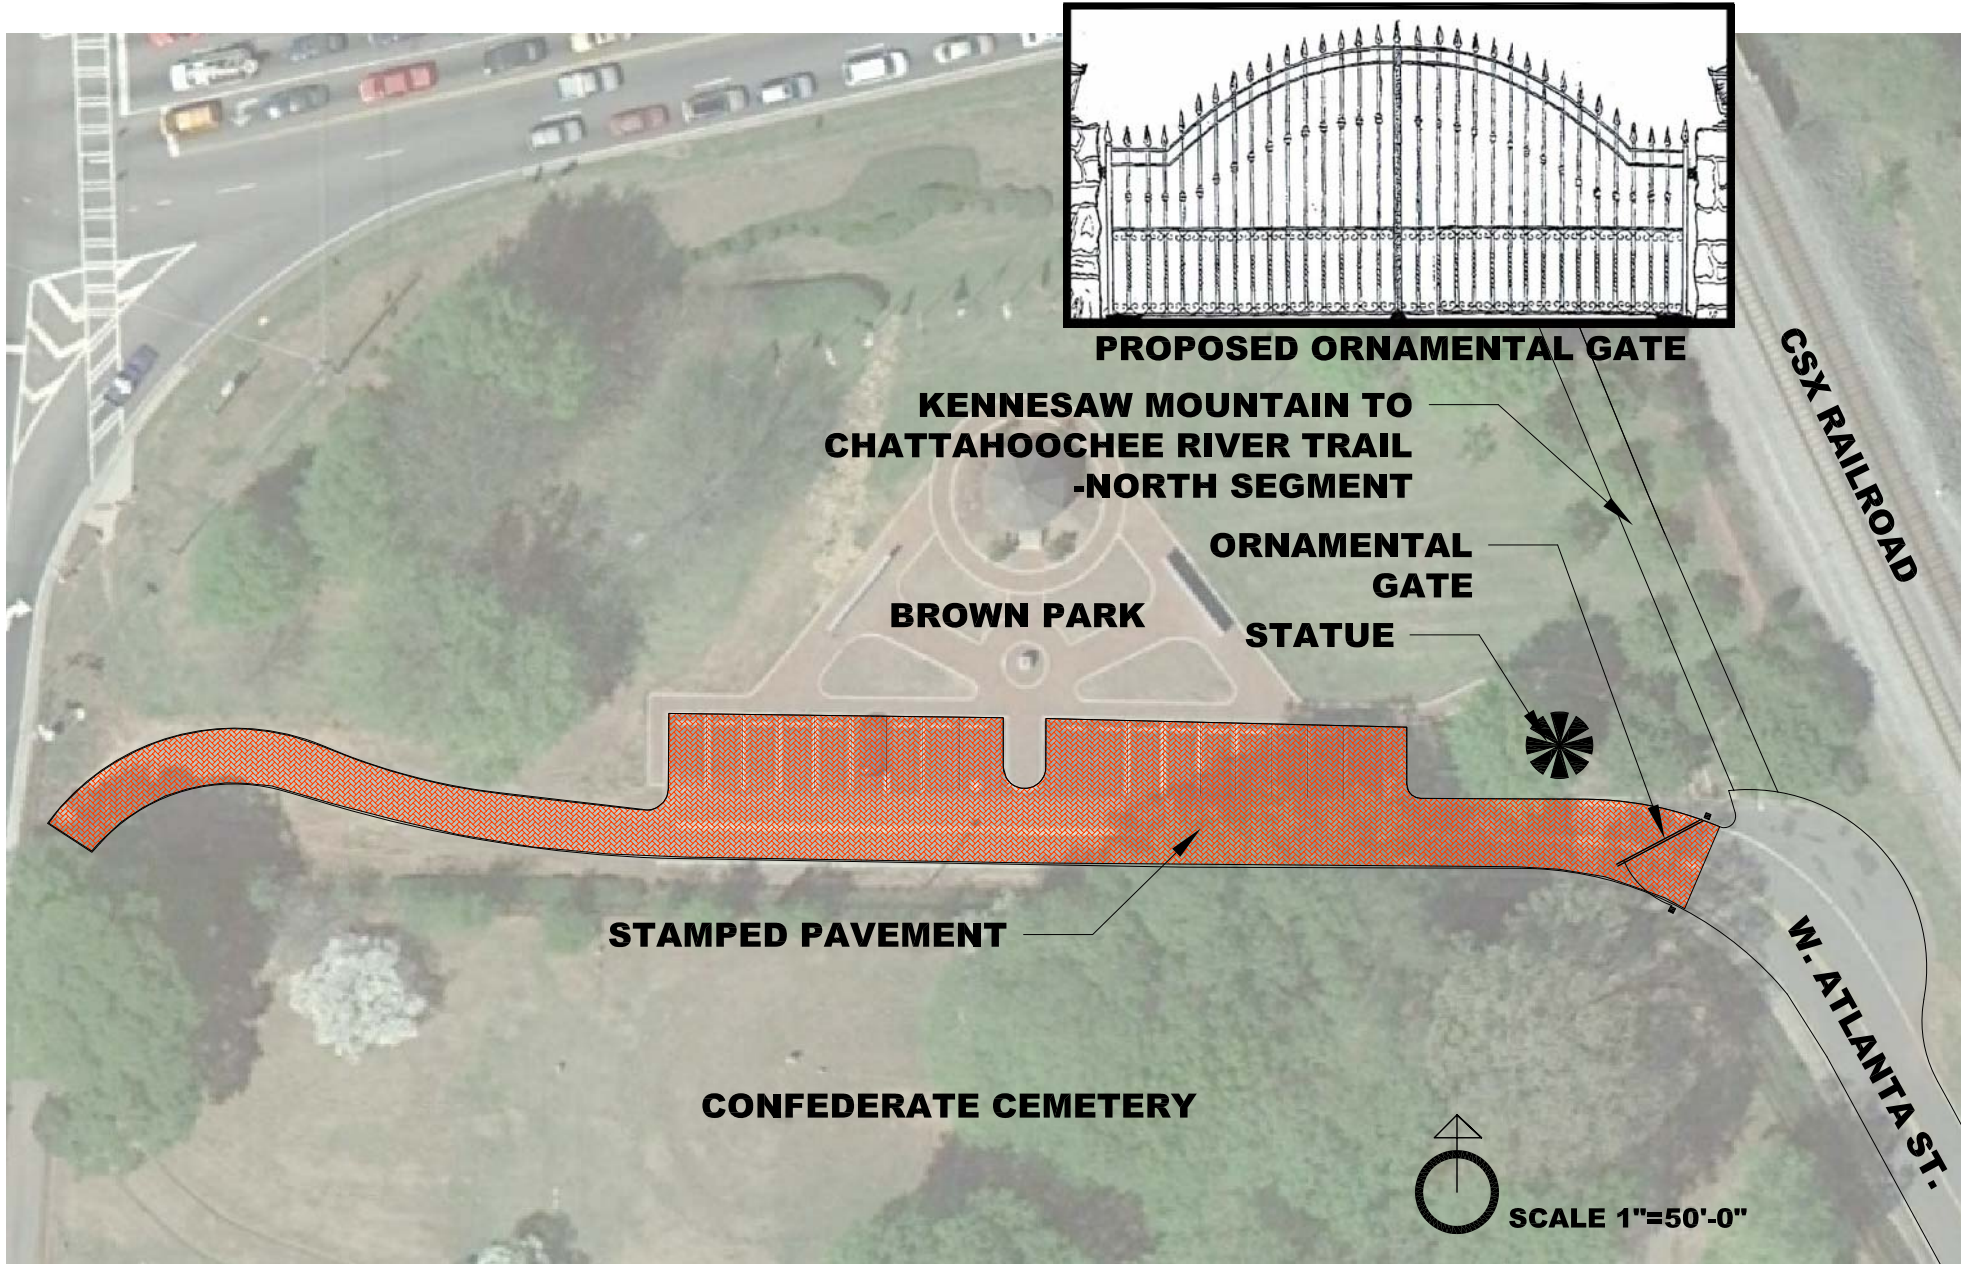 PROPOSED ORNAMENTAL GATE
KENNESAW MOUNTAIN TO
CHATTAHOOCHEE RIVER TRAIL
-NORTH SEGMENT
CSX RAILROAD
ORNAMENTAL
GATE
BROWN PARK
STATUE
STAMPED PAVEMENT
W. ATLANTA ST.
CONFEDERATE CEMETERY
SCALE 1"=50'-0"